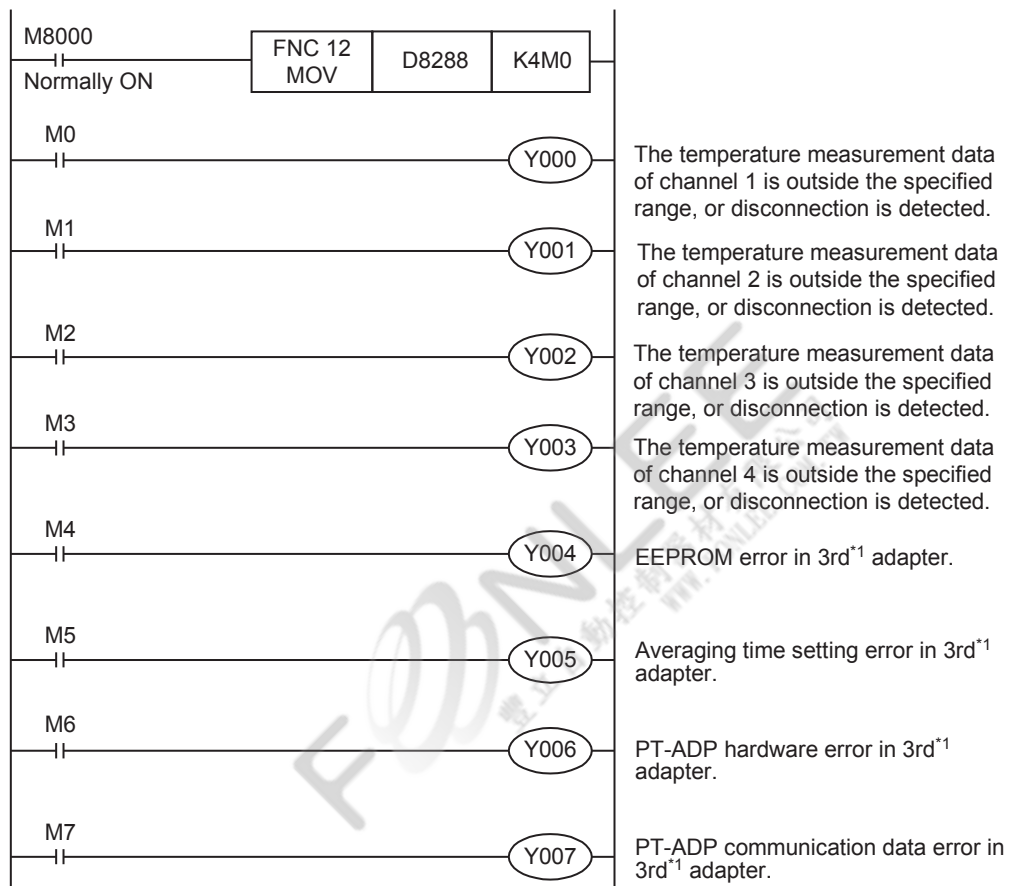 M8000
Normally ON
FNC 12
MOV
D8288
K4M0
M0
Y000
The temperature measurement data
of channel 1 is outside the specified
range, or disconnection is detected.
M1
Y001
The temperature measurement data
of channel 2 is outside the specified
range, or disconnection is detected.
M2
Y002
The temperature measurement data
of channel 3 is outside the specified
range, or disconnection is detected.
M3
Y003
The temperature measurement data
of channel 4 is outside the specified
range, or disconnection is detected.
M4
Y004
EEPROM error in 3rd*1 adapter.
M5
Y005
Averaging time setting error in 3rd*1
adapter.
M6
Y006
PT-ADP hardware error in 3rd*1
adapter.
M7
Y007
PT-ADP communication data error in
3rd*1 adapter.